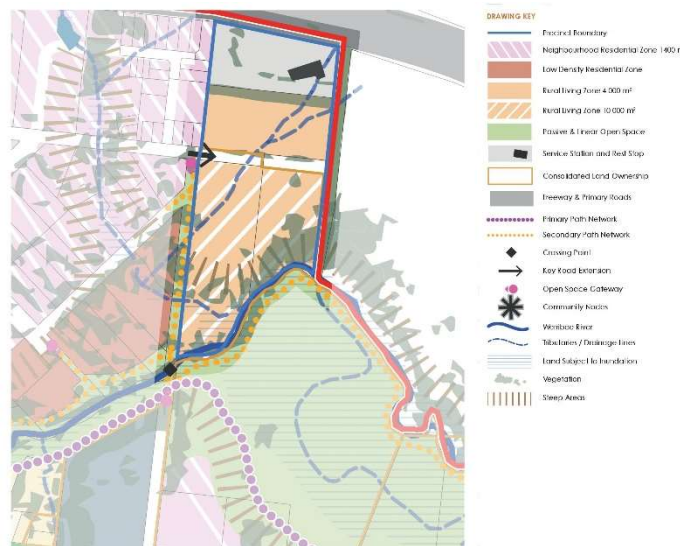 DRAWING KEY
Precinct Boundary
Neighbourhood Residential Zone 1400 m
Low Density Residential Zone
Rural Living Zone 4 000 m²
Rural Living Zone 10 000 m²
Passive & Linear Open Space
Service Station and Rest Stop
Consolidated Land Ownership
Freeway & Primary Roads
Primary Path Network
Secondary Path Network
Crossing Point
Key Road Extension
Open Space Gateway
Community Nodes
Werribee River
Tributaries / Drainage Lines
Land Subject to Inundation
Vegetation
Steep Areas